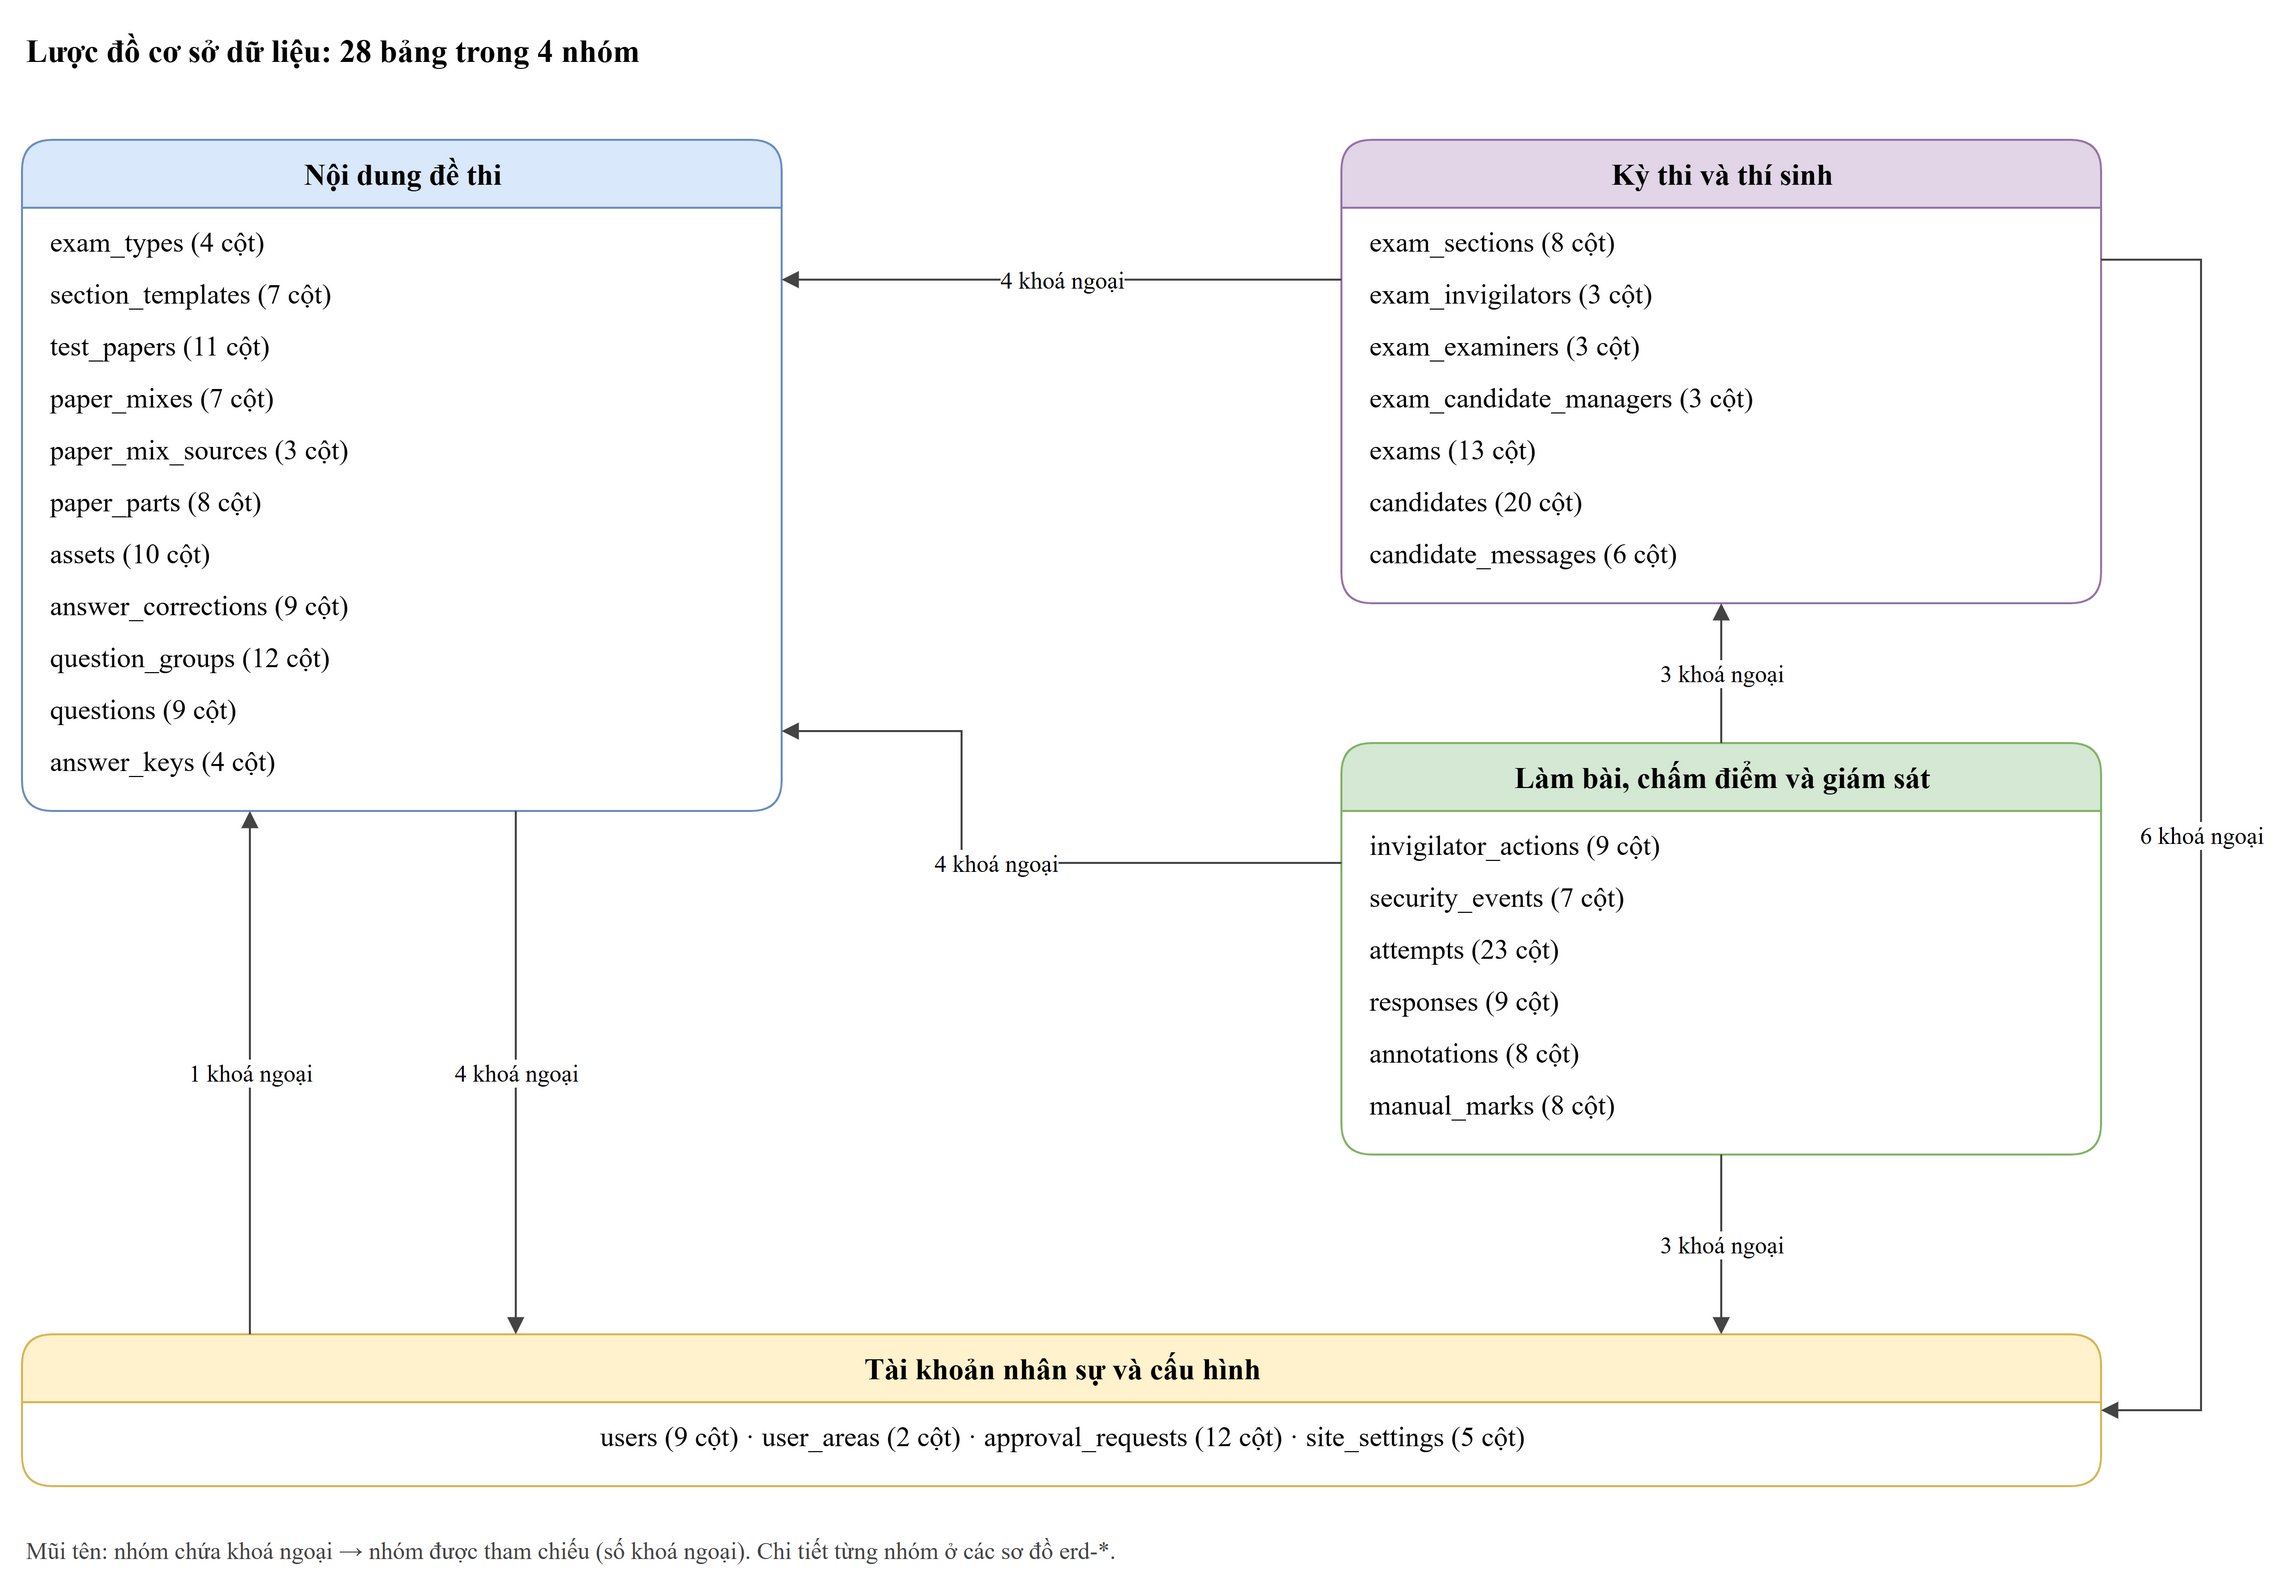 Lược đồ cơ sở dữ liệu: 28 bảng trong 4 nhóm
Nội dung đề thi
exam_types (4 cột)
section_templates (7 cột)
test_papers (11 cột)
paper_mixes (7 cột)
paper_mix_sources (3 cột)
paper_parts (8 cột)
assets (10 cột)
answer_corrections (9 cột)
question_groups (12 cột)
questions (9 cột)
answer_keys (4 cột)
4 khoá ngoại
Kỳ thi và thí sinh
exam_sections (8 cột)
exam_invigilators (3 cột)
exam_examiners (3 cột)
exam_candidate_managers (3 cột)
exams (13 cột)
candidates (20 cột)
candidate_messages (6 cột)
3 khoá ngoại
6 khoá ngoại
4 khoá ngoại
Làm bài, chấm điểm và giám sát
invigilator_actions (9 cột)
security_events (7 cột)
attempts (23 cột)
responses (9 cột)
annotations (8 cột)
manual_marks (8 cột)
1 khoá ngoại
4 khoá ngoại
3 khoá ngoại
Tài khoản nhân sự và cấu hình
users (9 cột) · user_areas (2 cột) · approval_requests (12 cột) · site_settings (5 cột)
Mũi tên: nhóm chứa khoá ngoại → nhóm được tham chiếu (số khoá ngoại). Chi tiết từng nhóm ở các sơ đồ erd-*.